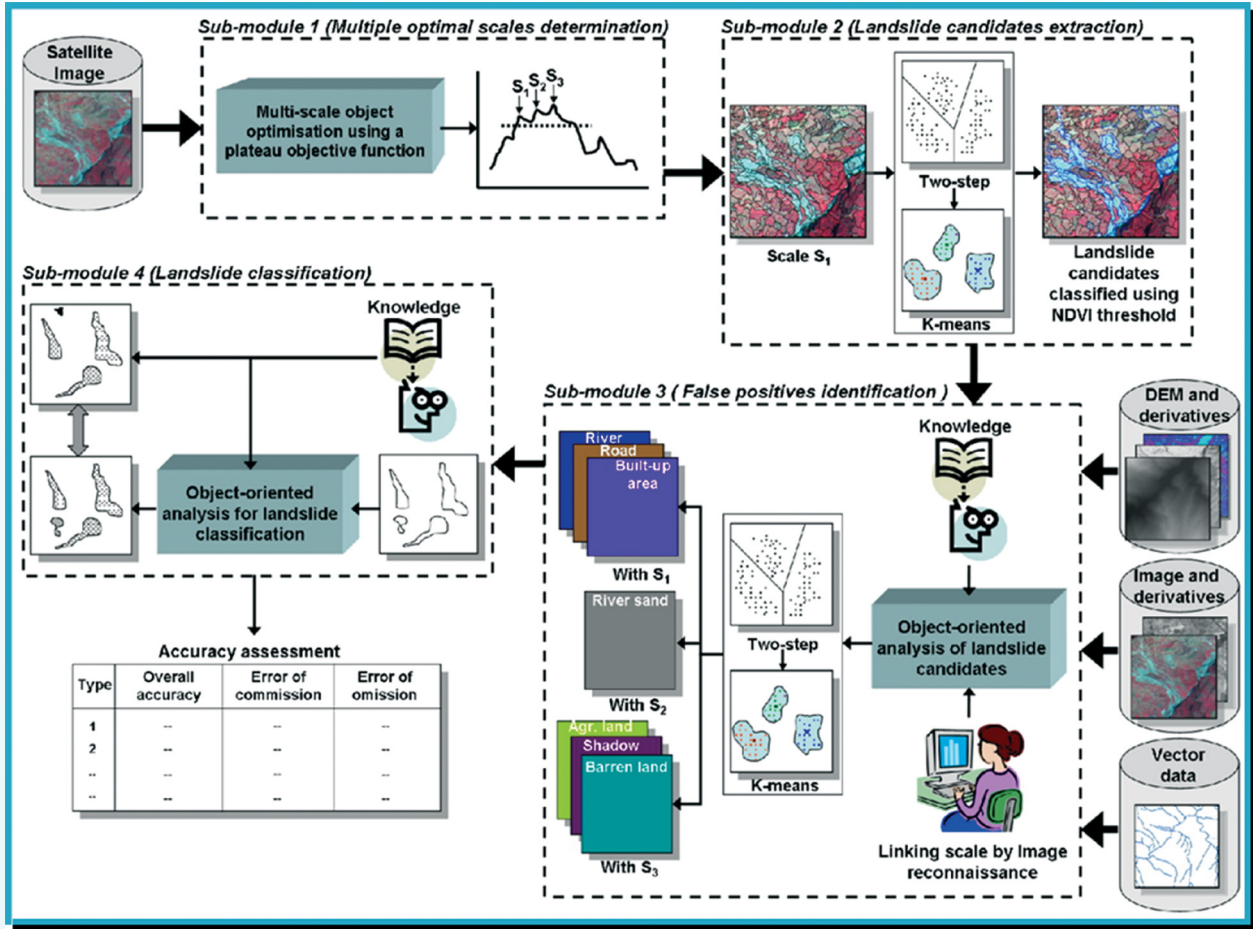 Satellite
Image
Sub-module 1 (Multiple optimal scales determination)
Multi-scale object
optimisation using a
plateau objective function
S1 S2 S3
Sub-module 2 (Landslide candidates extraction)
Scale S1
Two-step
K-means
Landslide
candidates
classified using
NDVI threshold
Sub-module 4 (Landslide classification)
Knowledge
Object-oriented
analysis for landslide
classification
Sub-module 3 ( False positives identification )
River
Road
Built-up
area
With S1
River sand
With S2
Agr. land
Shadow
Barren land
With S3
Two-step
K-means
Knowledge
Object-oriented
analysis of landslide
candidates
Linking scale by Image
reconnaissance
DEM and
derivatives
Image and
derivatives
Vector
data
Accuracy assessment
Type Overall accuracy Error of commission Error of omission
1 -- -- --
2 -- -- --
-- -- -- --
-- -- -- --